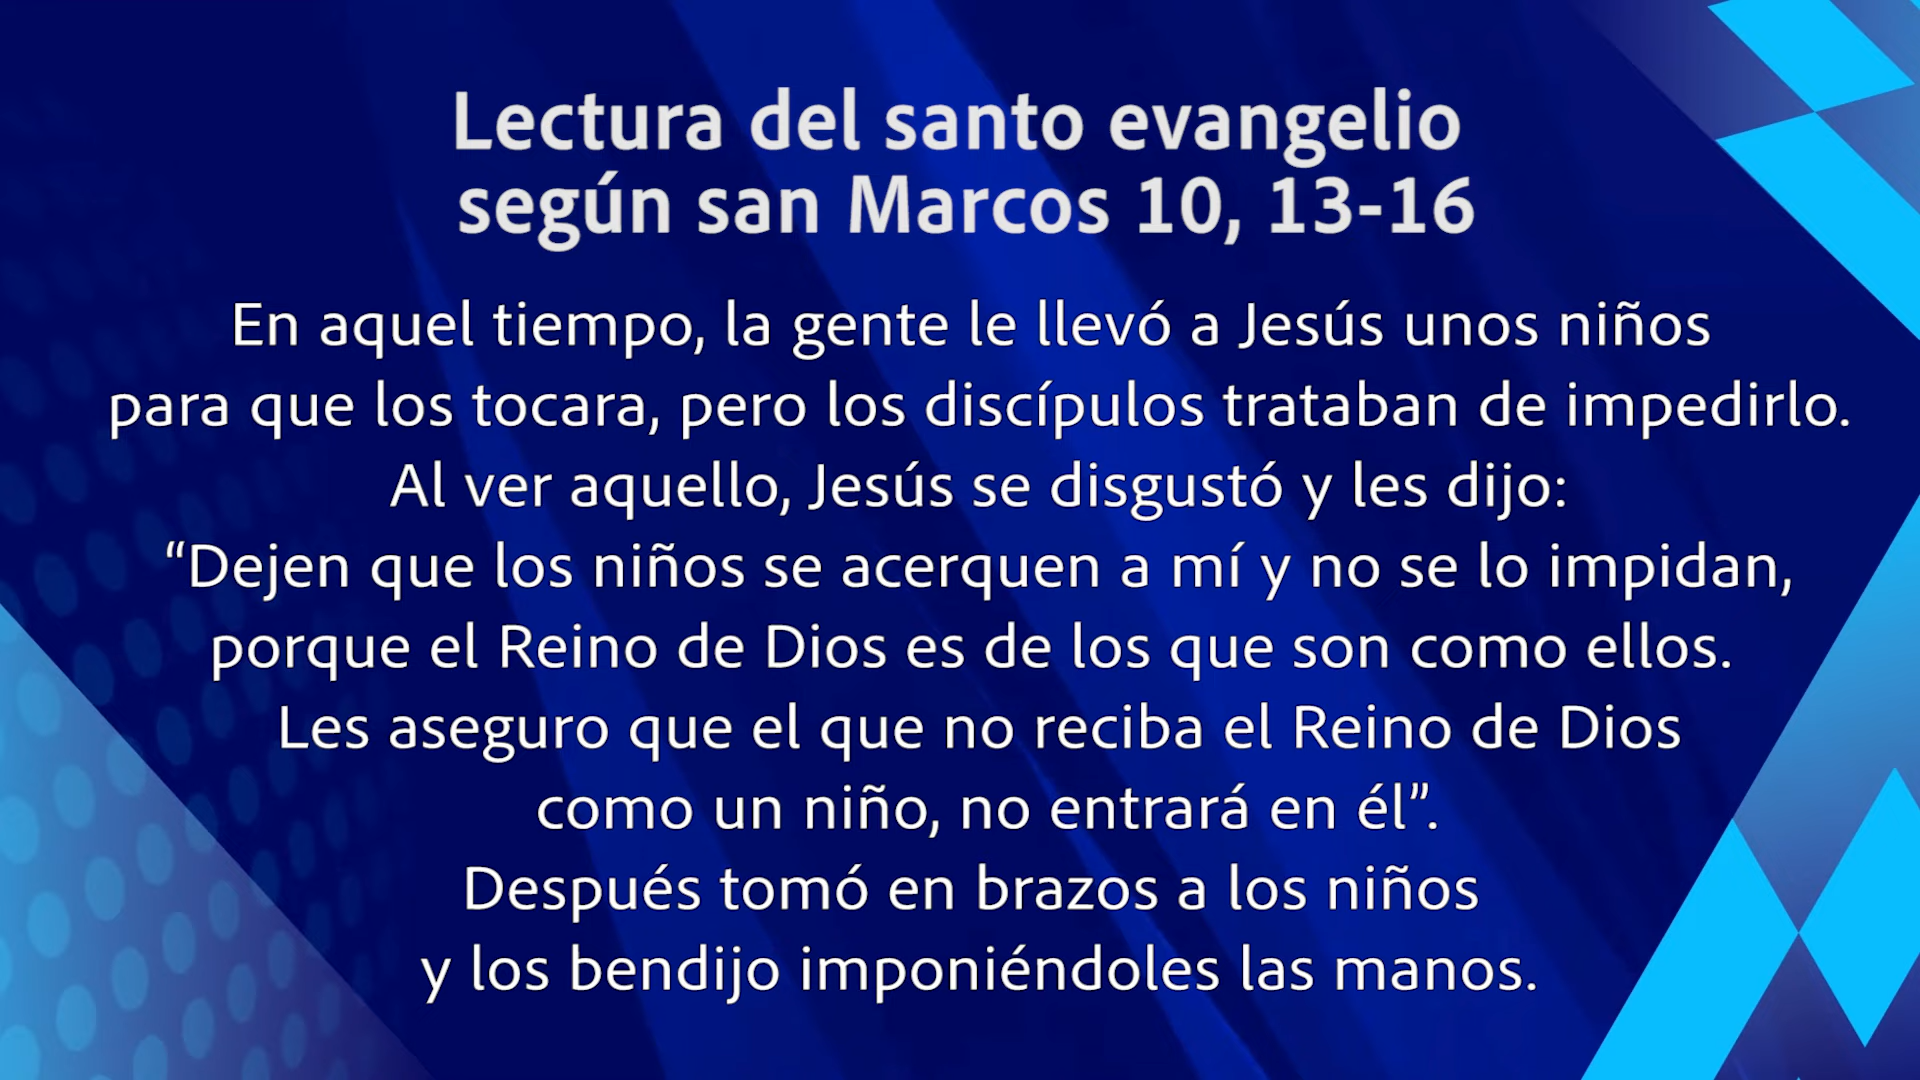 Lectura del santo evangelio
según san Marcos 10, 13-16
En aquel tiempo, la gente le llevó a Jesús unos niños
para que los tocara, pero los discípulos trataban de impedirlo.
Al ver aquello, Jesús se disgustó y les dijo:
“Dejen que los niños se acerquen a mí y no se lo impidan,
porque el Reino de Dios es de los que son como ellos.
Les aseguro que el que no reciba el Reino de Dios
como un niño, no entrará en él”.
Después tomó en brazos a los niños
y los bendijo imponiéndoles las manos.